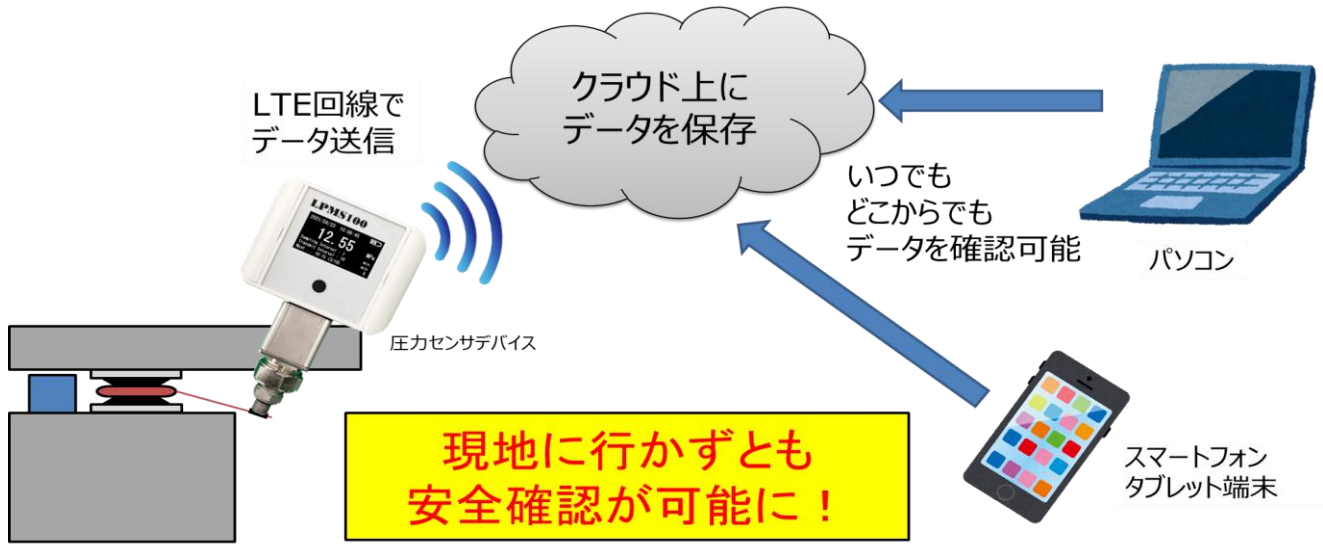 LTE回線で
データ送信
クラウド上に
データを保存
LPMS100
12.55
MPa
いつでも
どこからでも
データを確認可能
パソコン
圧力センサデバイス
現地に行かずとも
安全確認が可能に！
スマートフォン
タブレット端末